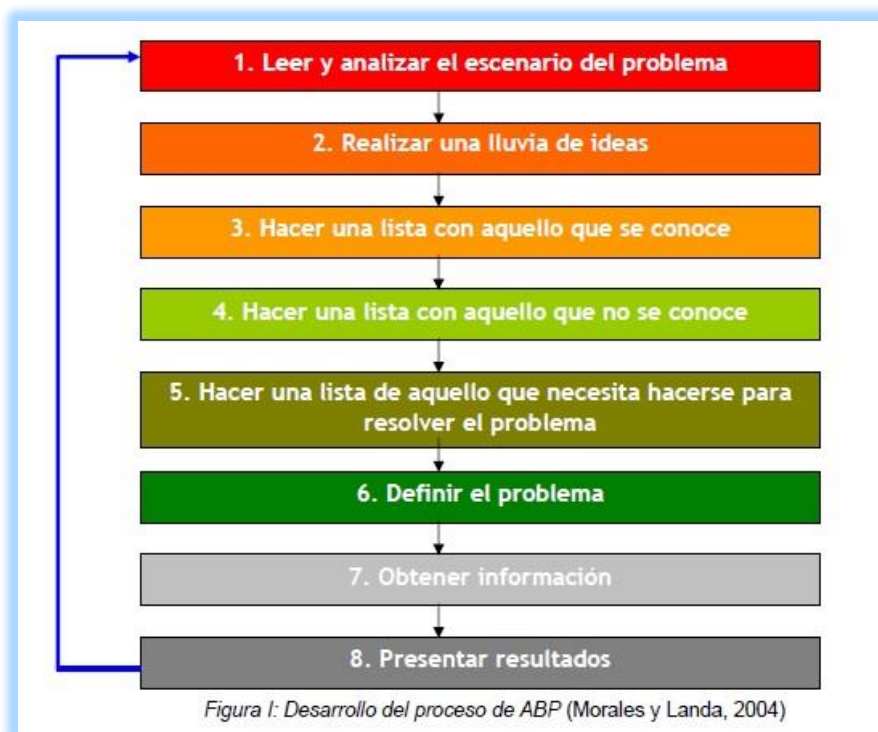 1. Leer y analizar el escenario del problema
2. Realizar una lluvia de ideas
3. Hacer una lista con aquello que se conoce
4. Hacer una lista con aquello que no se conoce
5. Hacer una lista de aquello que necesita hacerse para
resolver el problema
6. Definir el problema
7. Obtener información
8. Presentar resultados
Figura I: Desarrollo del proceso de ABP (Morales y Landa, 2004)